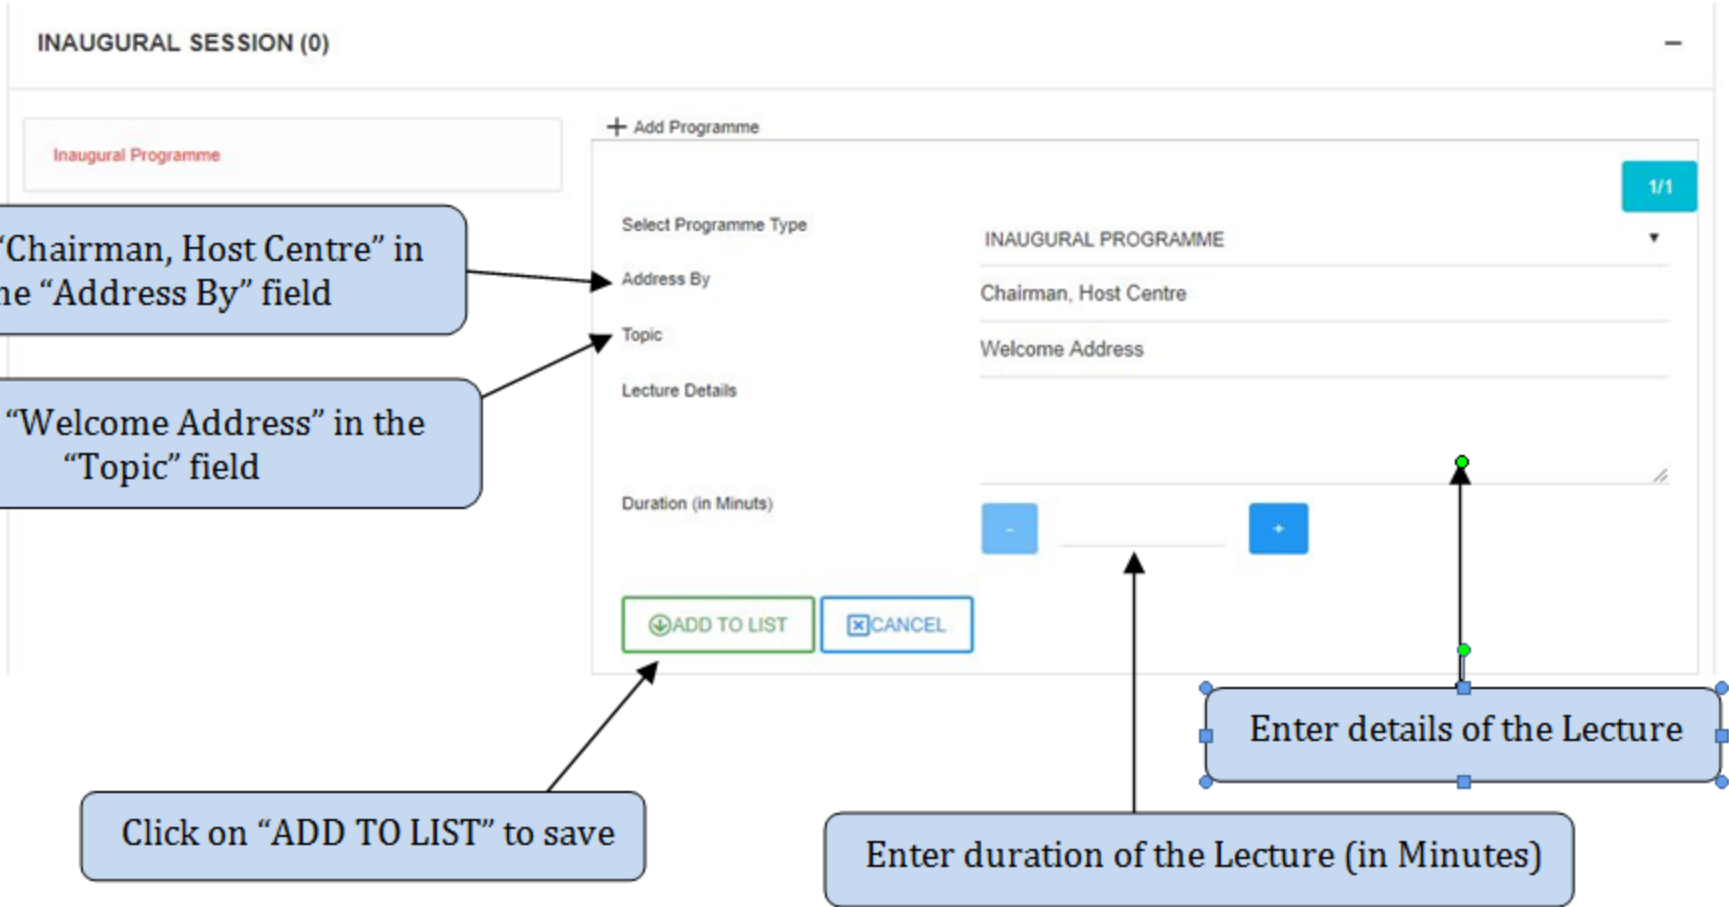 INAUGURAL SESSION (0)
−
Inaugural Programme
+ Add Programme
1/1
Select Programme Type
INAUGURAL PROGRAMME
"Chairman, Host Centre" in
"Address By" field
Address By
Chairman, Host Centre
Topic
Welcome Address
"Welcome Address" in the
"Topic" field
Lecture Details
Duration (in Minuts)
-
+
ADD TO LIST
CANCEL
Enter details of the Lecture
Click on "ADD TO LIST" to save
Enter duration of the Lecture (in Minutes)